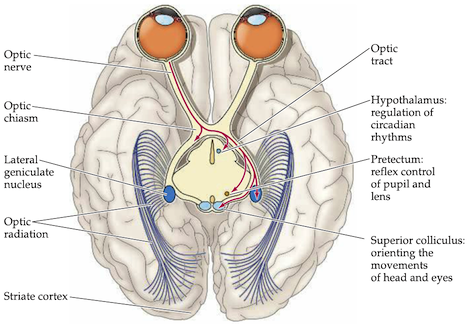 Optic
nerve
Optic
chiasm
Lateral
geniculate
nucleus
Optic
radiation
Striate cortex
Optic
tract
Hypothalamus:
regulation of
circadian
rhythms
Pretectum:
reflex control
of pupil and
lens
Superior colliculus:
orienting the
movements
of head and eyes